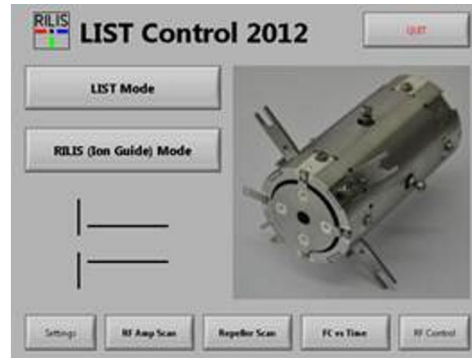 RILIS
LIST Control 2012
QUIT
LIST Mode
RILIS (Ion Guide) Mode
Settings
RF Amp Scan
Repeller Scan
FC vs Time
RF Control